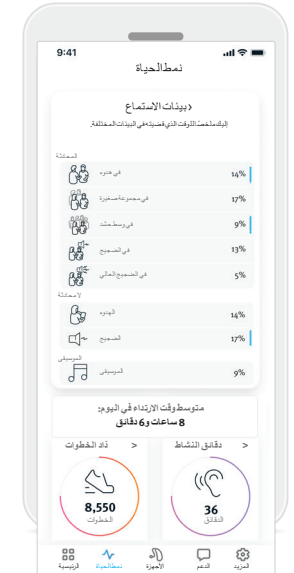 9:41
نمط الحياة
بيئات الاستماع
إليك ملخصًا للوقت الذي قضيته في البيئات المختلفة.
المحادثة
في هدوء 14%
في مجموعة صغيرة 17%
في وسط حشد 9%
في الضجيج 13%
في الضجيج العالي 5%
لا محادثة
الهدوء 14%
الضجيج 17%
الموسيقى
الموسيقى 9%
متوسط وقت الارتداء في اليوم:
8 ساعات و 6 دقائق
دقائق النشاط >
ذاد الخطوات >
36
الدقائق
8,550
الخطوات
المزيد
الدعم
الأجهزة
نمط الحياة
الرئيسية